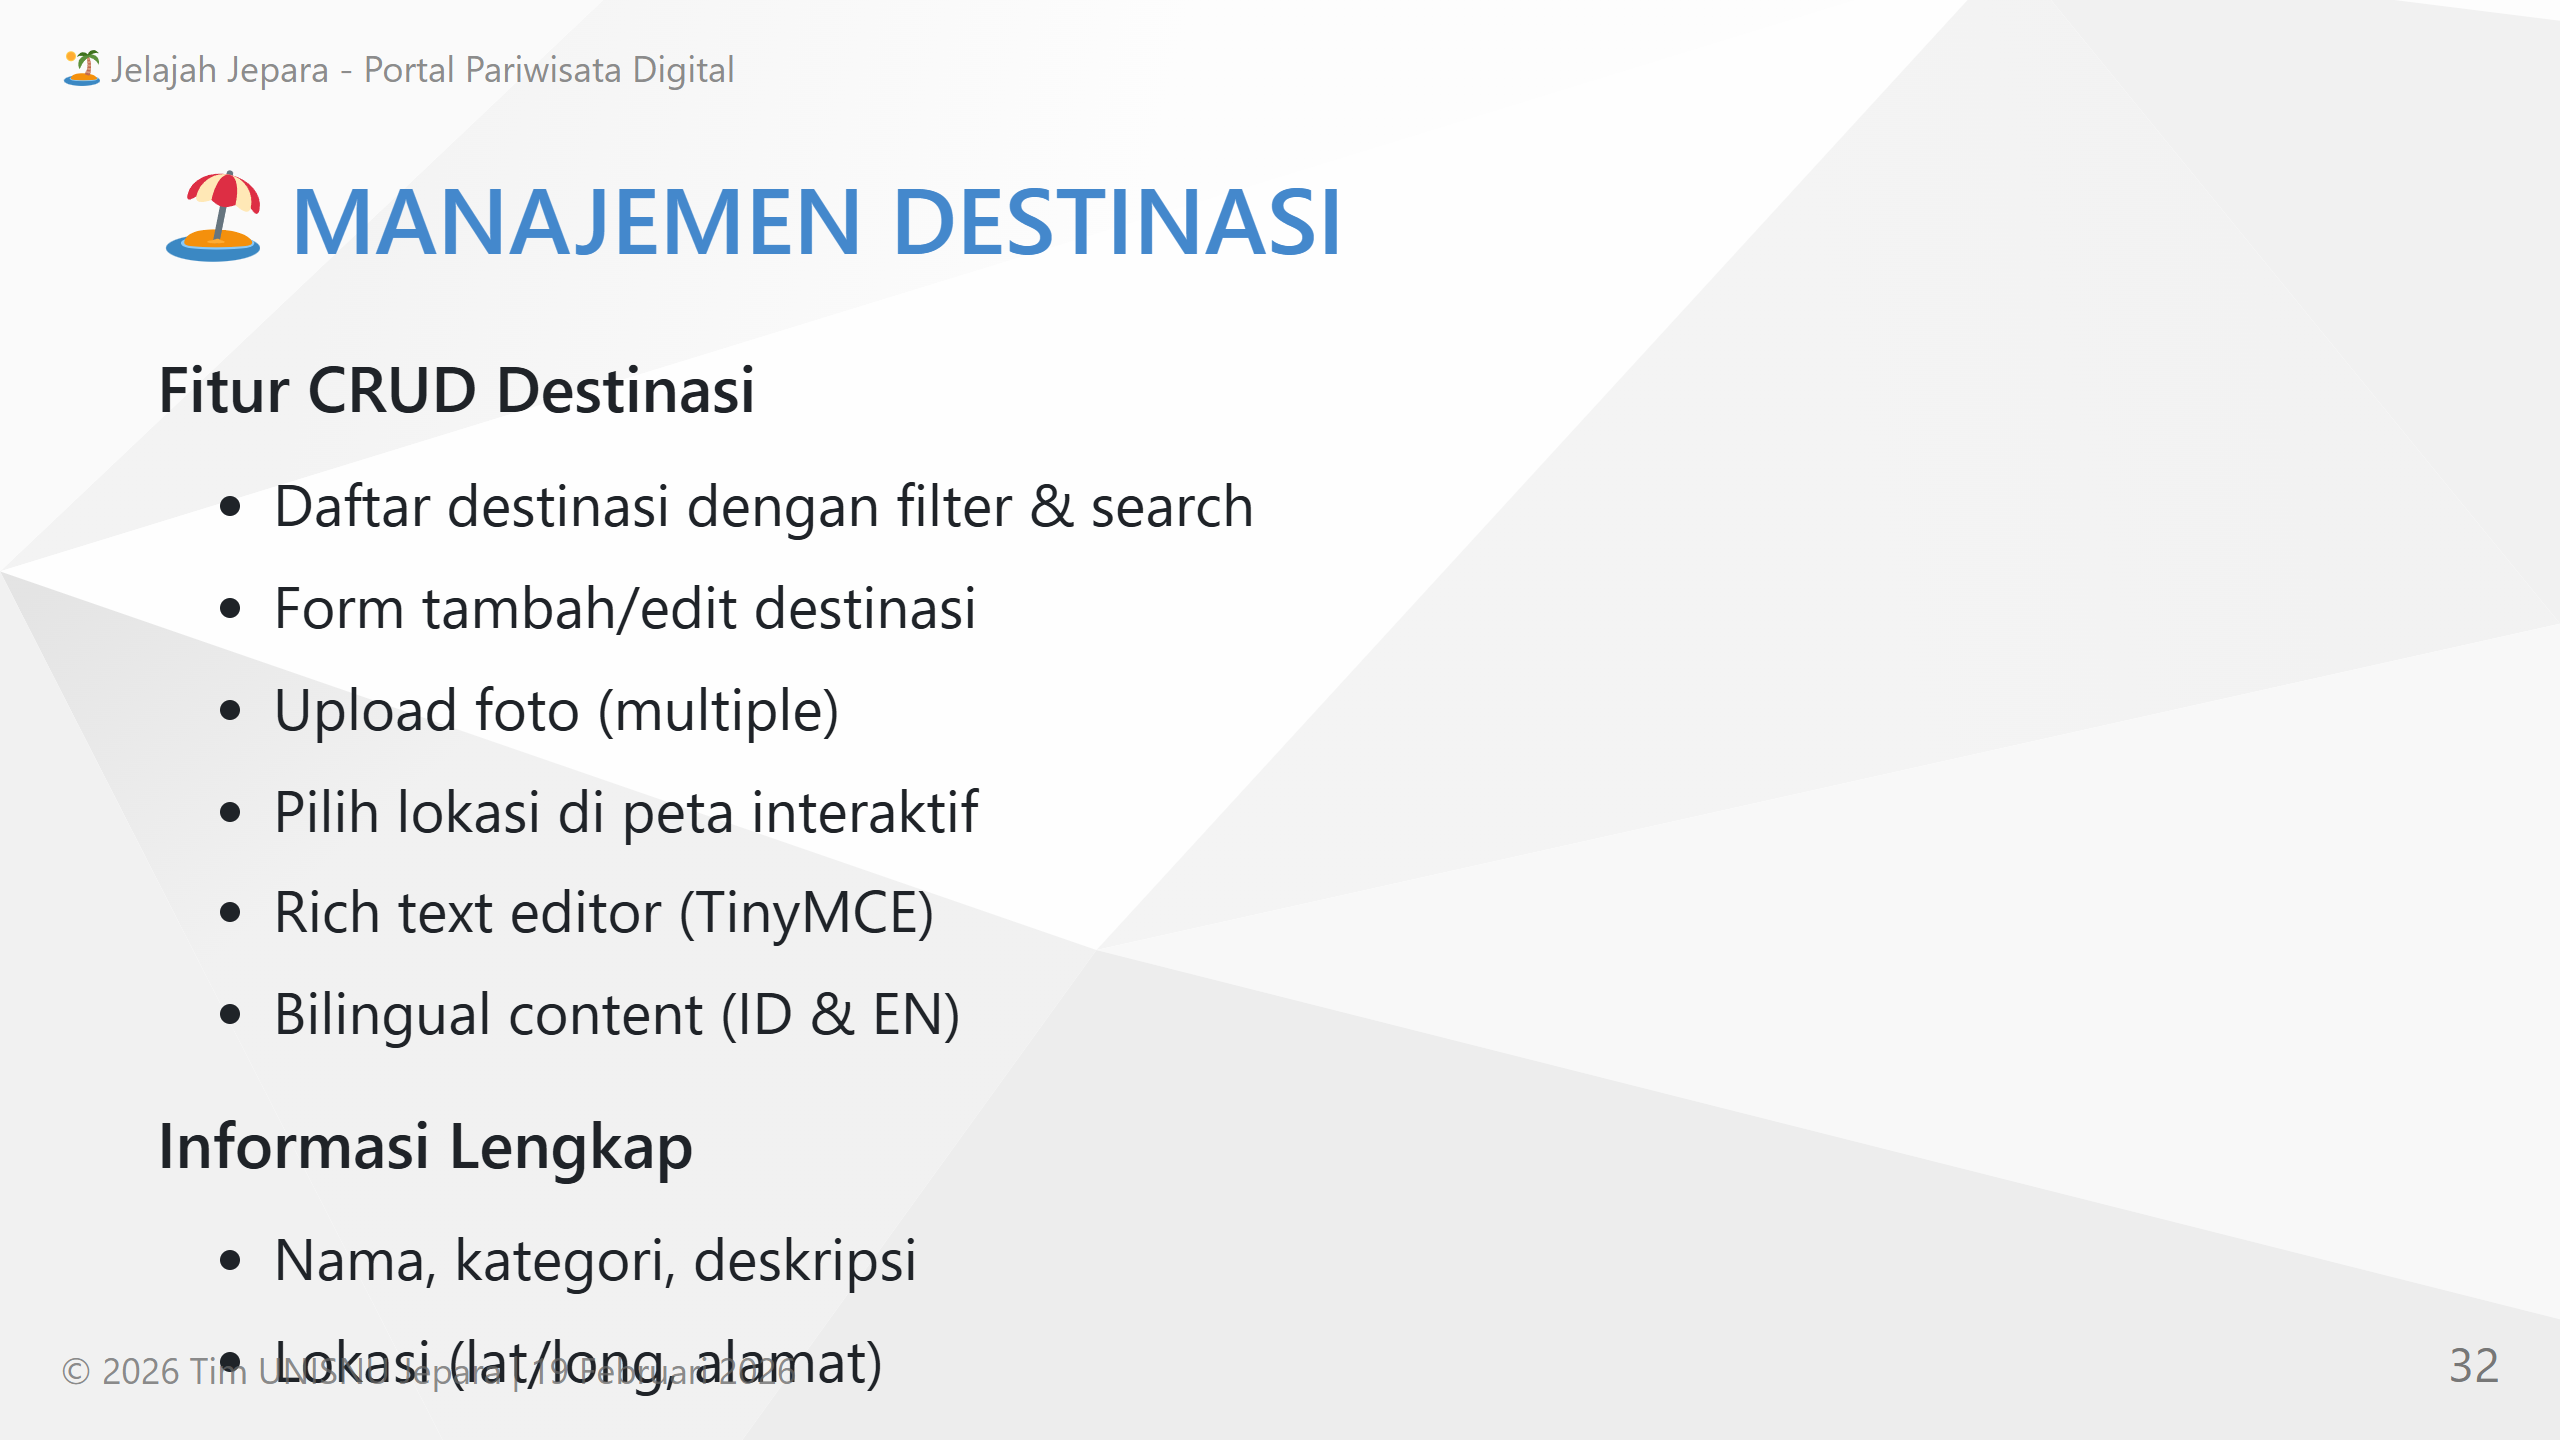 Jelajah Jepara - Portal Pariwisata Digital
MANAJEMEN DESTINASI
Fitur CRUD Destinasi
• Daftar destinasi dengan filter & search
• Form tambah/edit destinasi
• Upload foto (multiple)
• Pilih lokasi di peta interaktif
• Rich text editor (TinyMCE)
• Bilingual content (ID & EN)
Informasi Lengkap
• Nama, kategori, deskripsi
• Lokasi (lat/long, alamat)
© 2026 Tim UNISNU Jepara | 19 Februari 2026
32